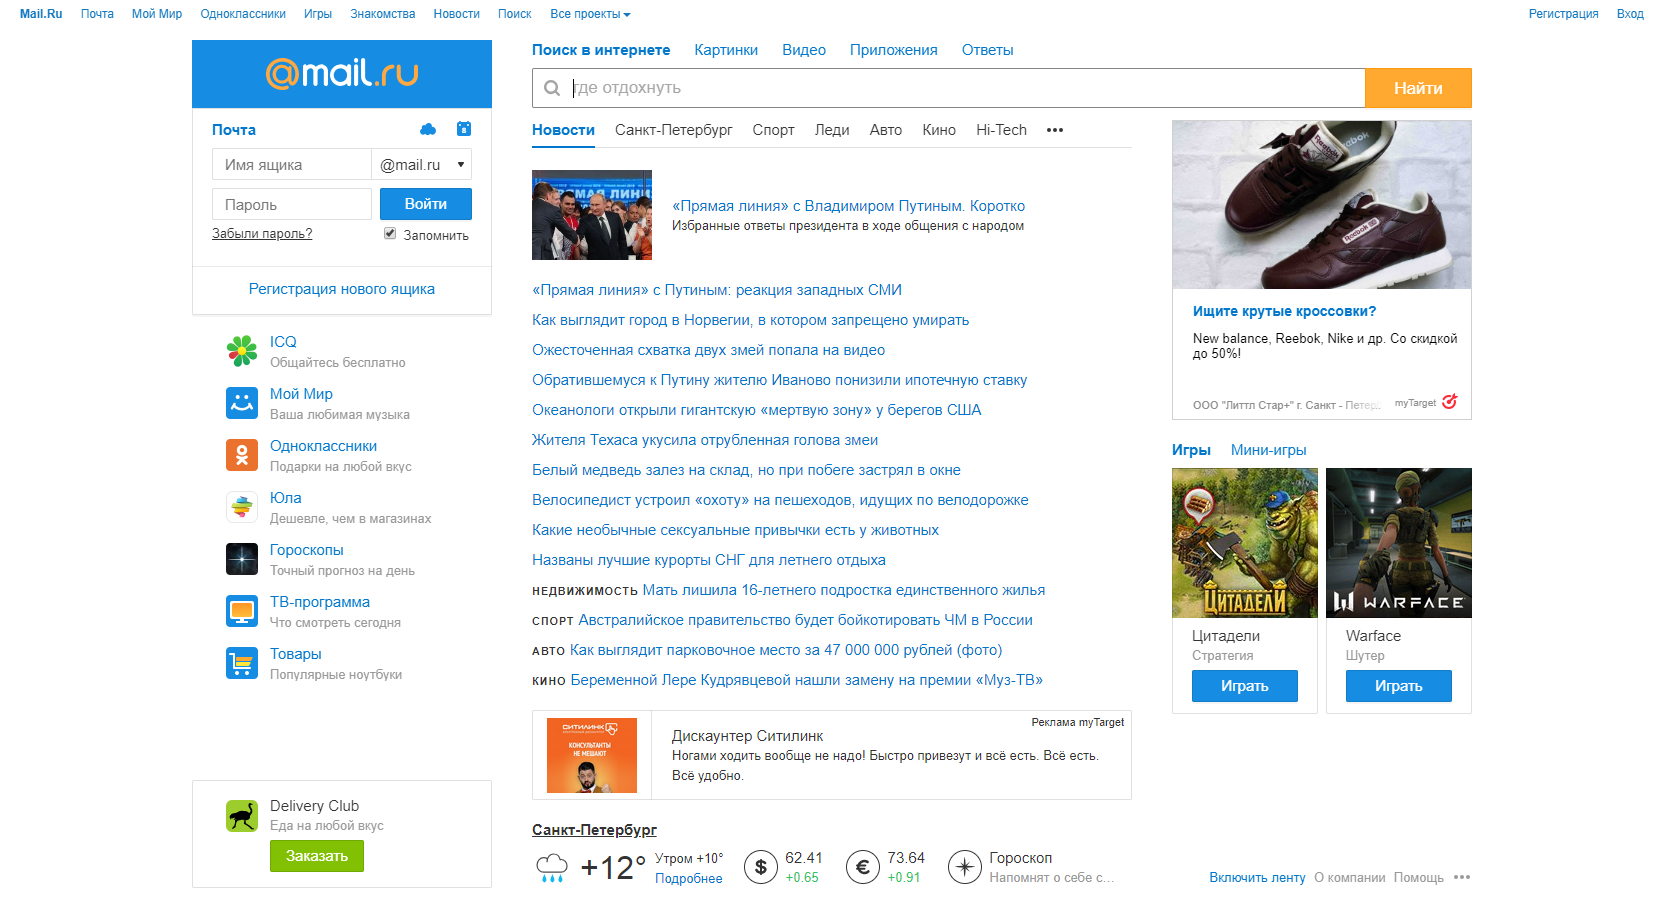 Mail.Ru Почта Мой Мир Одноклассники Игры Знакомства Новости Поиск Все проекты Регистрация Вход
@mail.ru
Почта
8
Имя ящика @mail.ru
Пароль Войти
Забыли пароль? Запомнить
Регистрация нового ящика
ICQ
Общайтесь бесплатно
Мой Мир
Ваша любимая музыка
Одноклассники
Подарки на любой вкус
Юла
Дешевле, чем в магазинах
Гороскопы
Точный прогноз на день
ТВ-программа
Что смотреть сегодня
Товары
Популярные ноутбуки
Delivery Club
Еда на любой вкус
Заказать
Поиск в интернете Картинки Видео Приложения Ответы
где отдохнуть Найти
Новости Санкт-Петербург Спорт Леди Авто Кино Hi-Tech •••
ПРЯМАЯ ЛИНИЯ
«Прямая линия» с Владимиром Путиным. Коротко
Избранные ответы президента в ходе общения с народом
«Прямая линия» с Путиным: реакция западных СМИ
Как выглядит город в Норвегии, в котором запрещено умирать
Ожесточенная схватка двух змей попала на видео
Обратившемуся к Путину жителю Иваново понизили ипотечную ставку
Океанологи открыли гигантскую «мертвую зону» у берегов США
Жителя Техаса укусила отрубленная голова змеи
Белый медведь залез на склад, но при побеге застрял в окне
Велосипедист устроил «охоту» на пешеходов, идущих по велодорожке
Какие необычные сексуальные привычки есть у животных
Названы лучшие курорты СНГ для летнего отдыха
НЕДВИЖИМОСТЬ Мать лишила 16-летнего подростка единственного жилья
СПОРТ Австралийское правительство будет бойкотировать ЧМ в России
АВТО Как выглядит парковочное место за 47 000 000 рублей (фото)
КИНО Беременной Лере Кудрявцевой нашли замену на премии «Муз-ТВ»
Реклама myTarget
СИТИЛИНК
КОНСУЛЬТАНТЫ
НЕ МЕШАЮТ
Дискаунтер Ситилинк
Ногами ходить вообще не надо! Быстро привезут и всё есть. Всё есть.
Всё удобно.
Санкт-Петербург
+12° Утром +10° $ 62.41 € 73.64 Гороскоп
Подробнее +0.65 +0.91 Напомнят о себе с...
Reebok
Reebok
Ищите крутые кроссовки?
New balance, Reebok, Nike и др. Со скидкой
до 50%!
ООО "Литтл Стар+" г. Санкт - Петер myTarget
Игры Мини-игры
ЦИТАДЕЛИ WARFACE
Цитадели Warface
Стратегия Шутер
Играть Играть
Включить ленту О компании Помощь •••